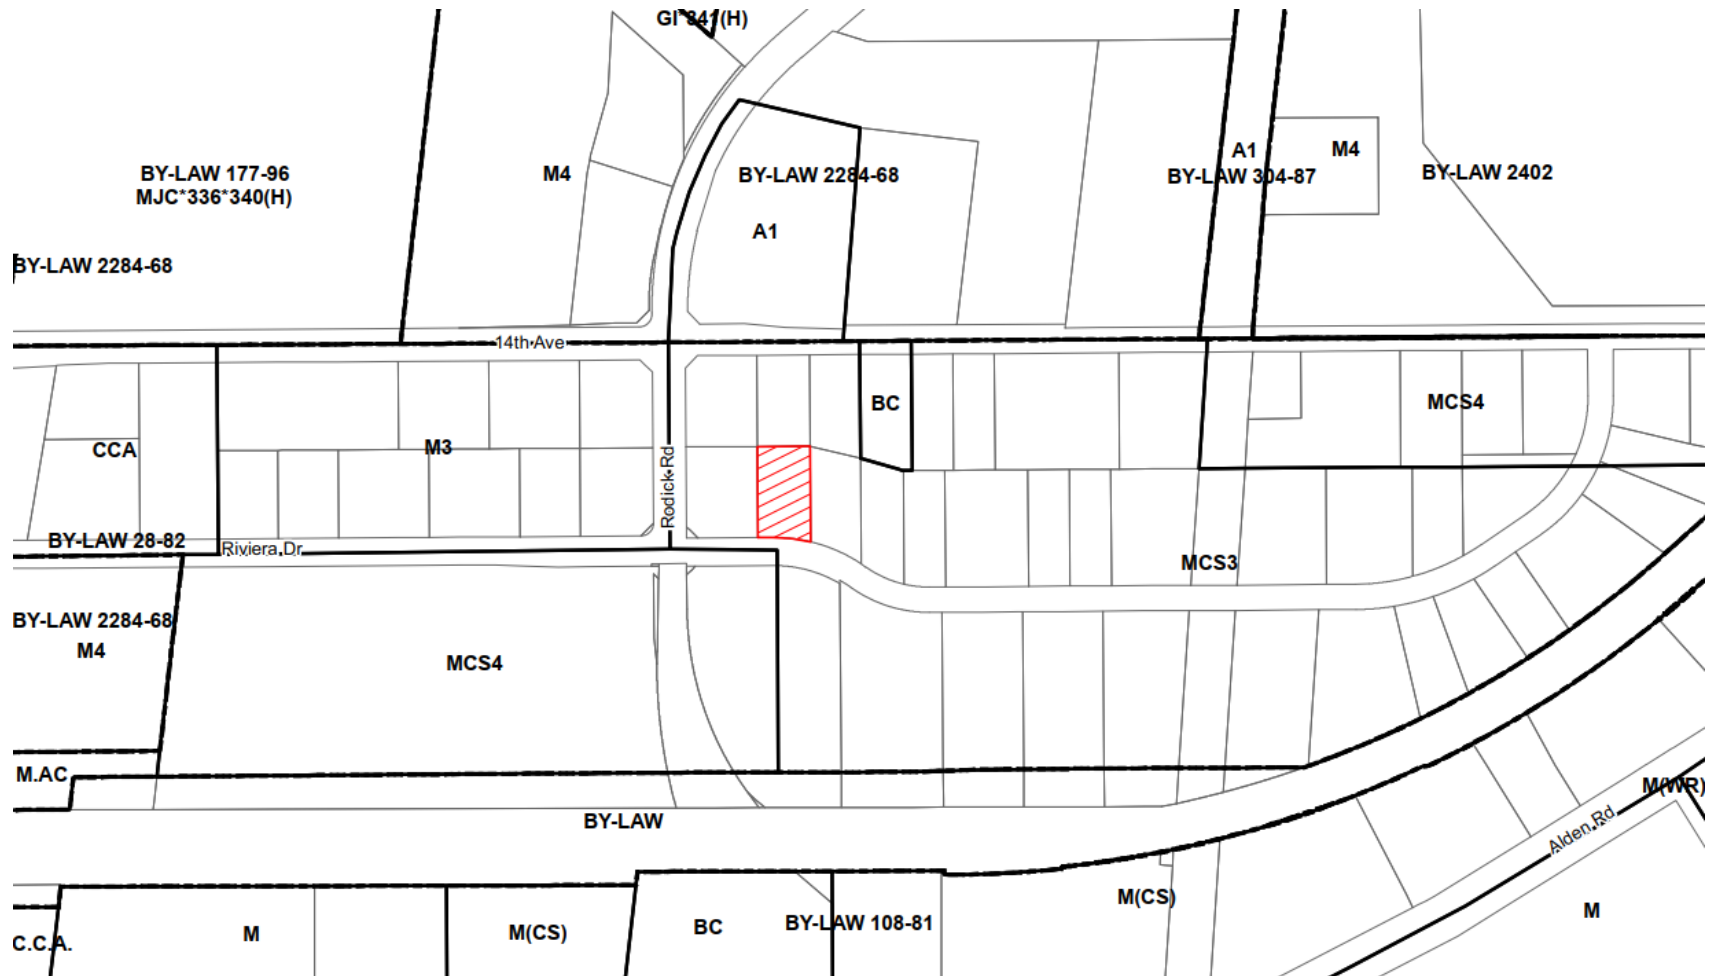 GI*841(H)
BY-LAW 177-96
MJC*336*340(H)
M4
BY-LAW 2284-68
A1
A1
BY-LAW 304-87
M4
BY-LAW 2402
BY-LAW 2284-68
14th Ave
CCA
M3
Rodick Rd
BC
MCS4
BY-LAW 28-82
Riviera Dr
MCS3
BY-LAW 2284-68
M4
MCS4
M.AC
BY-LAW
M(WR)
Alden Rd
C.C.A.
M
M(CS)
BC
BY-LAW 108-81
M(CS)
M